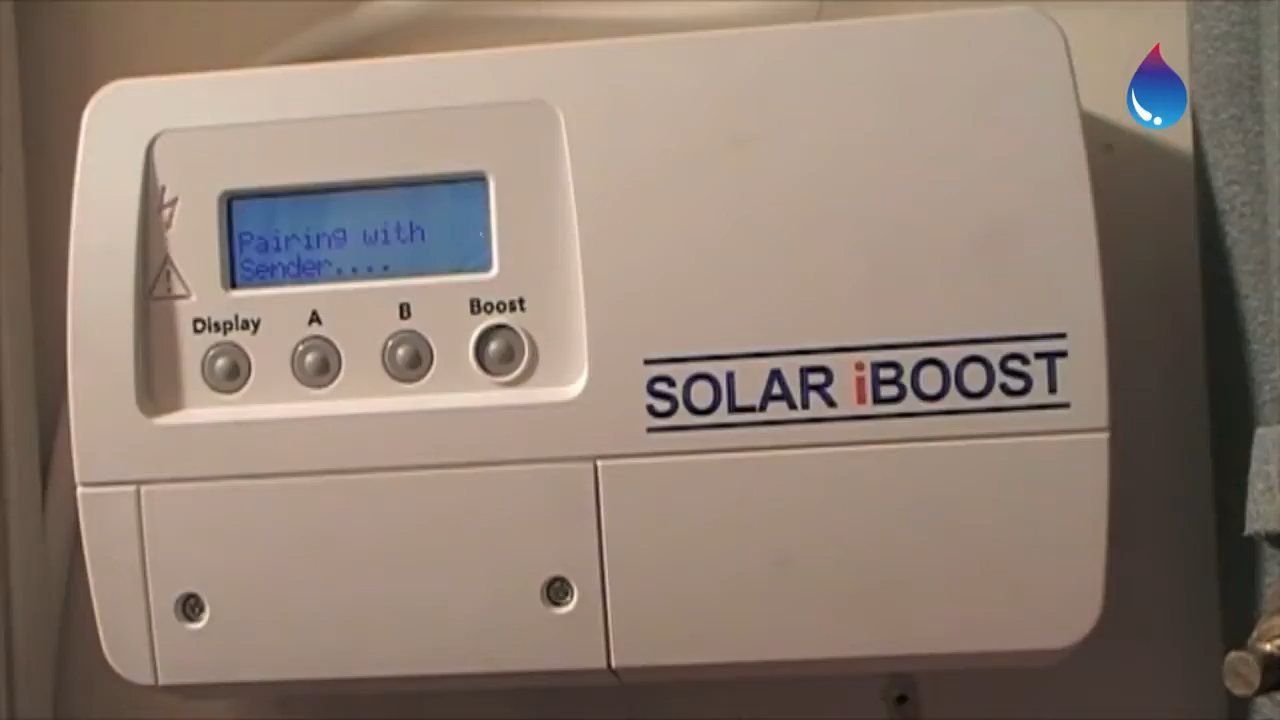 Pairing with
Sender....
Display A B Boost
SOLAR iBOOST